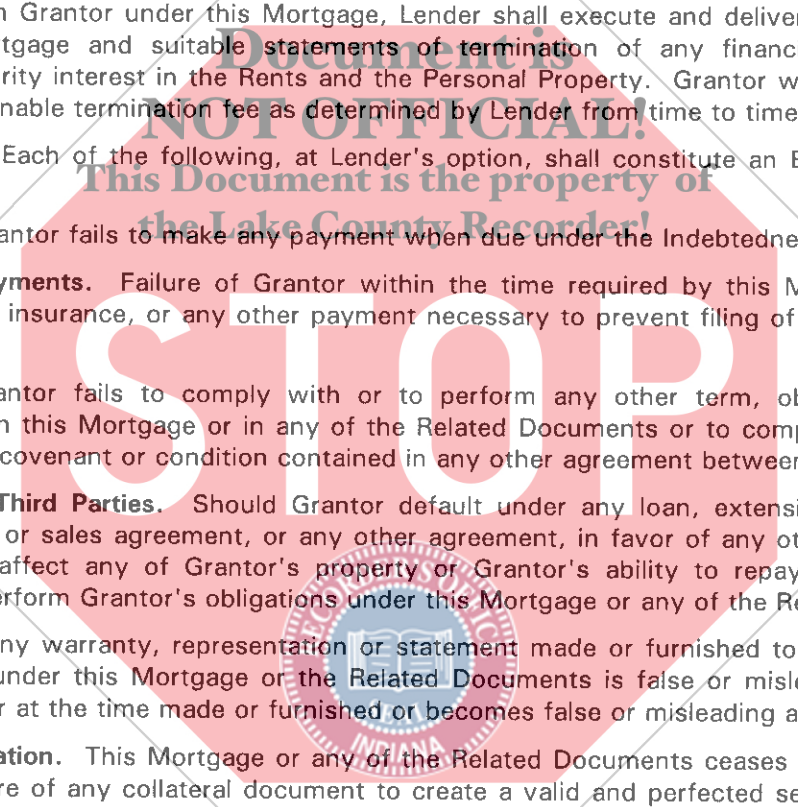 n Grantor under this Mortgage, Lender shall execute and deliver
tgage and suitable statements of termination of any financ
Document is
rity interest in the Rents and the Personal Property. Grantor w
nable termination fee as determined by Lender from time to time
NOT OFFICIAL!
Each of the following, at Lender's option, shall constitute an E
This Document is the property of
the Lake County Recorder!
antor fails to make any payment when due under the Indebtedne
yments. Failure of Grantor within the time required by this M
insurance, or any other payment necessary to prevent filing of
STOP
antor fails to comply with or to perform any other term, ob
n this Mortgage or in any of the Related Documents or to comp
covenant or condition contained in any other agreement between
Third Parties. Should Grantor default under any loan, extensi
or sales agreement, or any other agreement, in favor of any ot
affect any of Grantor's property or Grantor's ability to repay
erform Grantor's obligations under this Mortgage or any of the Re
ny warranty, representation or statement made or furnished to
under this Mortgage or the Related Documents is false or misle
r at the time made or furnished or becomes false or misleading a
INDIANA
ation. This Mortgage or any of the Related Documents ceases
re of any collateral document to create a valid and perfected se